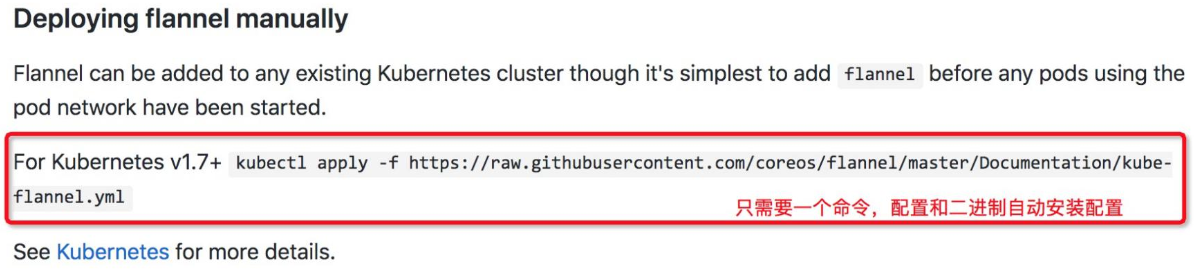 Deploying flannel manually
Flannel can be added to any existing Kubernetes cluster though it's simplest to add flannel before any pods using the
pod network have been started.
For Kubernetes v1.7+ kubectl apply -f https://raw.githubusercontent.com/coreos/flannel/master/Documentation/kube-
flannel.yml
只需要一个命令，配置和二进制自动安装配置
See Kubernetes for more details.